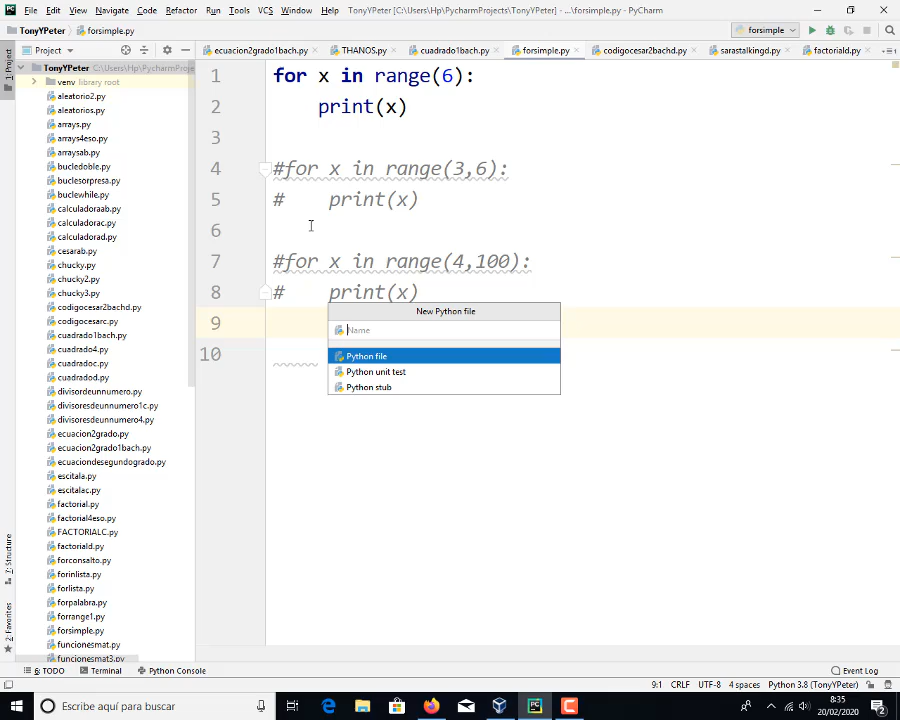 File Edit View Navigate Code Refactor Run Tools VCS Window Help TonyYPeter [C:\Users\Hp\PycharmProjects\TonyYPeter] - ...\forsimple.py - PyCharm
TonyYPeter forsimple.py forsimple
Project ecuacion2grado1bach.py THANOS.py cuadrado1bach.py forsimple.py codigocesar2bachd.py sarastalkingd.py factoriald.py
1: Project
TonyYPeter C:\Users\Hp\PycharmProje
venv library root
aleatorio2.py
aleatorios.py
arrays.py
arrays4eso.py
arraysab.py
bucledoble.py
buclesorpresa.py
buclewhile.py
calculadoraab.py
calculadorac.py
calculadorad.py
cesarab.py
chucky.py
chucky2.py
chucky3.py
codigocesar2bachd.py
codigocesarc.py
cuadrado1bach.py
cuadrado4.py
cuadradoc.py
cuadradod.py
divisordeunnumero.py
divisoresdeunnumero1c.py
divisoresdeunnumero4.py
ecuacion2grado.py
ecuacion2grado1bach.py
ecuaciondesegundogrado.py
escitala.py
escitalac.py
factorial.py
factorial4eso.py
FACTORIALC.py
factoriald.py
forconsalto.py
forinlista.py
forlista.py
forpalabra.py
forrange1.py
forsimple.py
funcionesmat.py
funcionesmat3.py
7: Structure
2: Favorites
1 for x in range(6):
2 print(x)
3
4 #for x in range(3,6):
5 # print(x)
6
7 #for x in range(4,100):
8 # print(x)
9
10
New Python file
Name
Python file
Python unit test
Python stub
6: TODO Terminal Python Console Event Log
9:1 CRLF UTF-8 4 spaces Python 3.8 (TonyYPeter)
Escribe aquí para buscar
8:35
20/02/2020
2